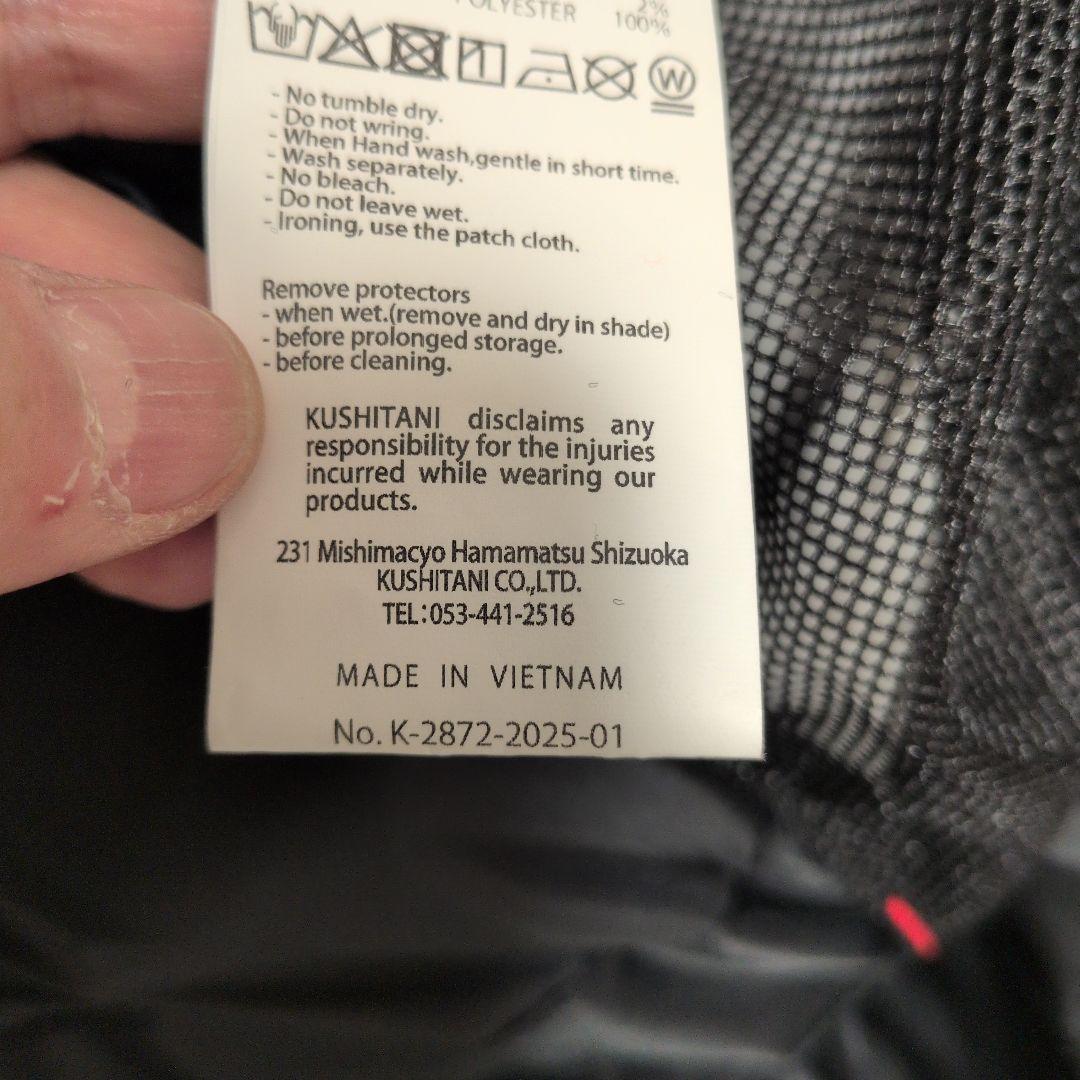 POLYESTER 2%
100%
W
- No tumble dry.
- Do not wring.
- When Hand wash,gentle in short time.
- Wash separately.
- No bleach.
- Do not leave wet.
- Ironing, use the patch cloth.
Remove protectors
- when wet.(remove and dry in shade)
- before prolonged storage.
- before cleaning.
KUSHITANI disclaims any
responsibility for the injuries
incurred while wearing our
products.
231 Mishimacyo Hamamatsu Shizuoka
KUSHITANI CO.,LTD.
TEL:053-441-2516
MADE IN VIETNAM
No. K-2872-2025-01